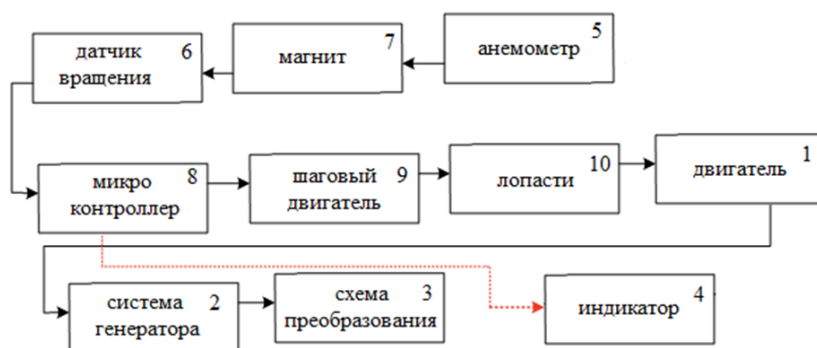 датчик 6
вращения
магнит 7
анемометр 5
микро 8
контроллер
шаговый 9
двигатель
лопасти 10
двигатель 1
система 2
генератора
схема 3
преобразования
индикатор 4